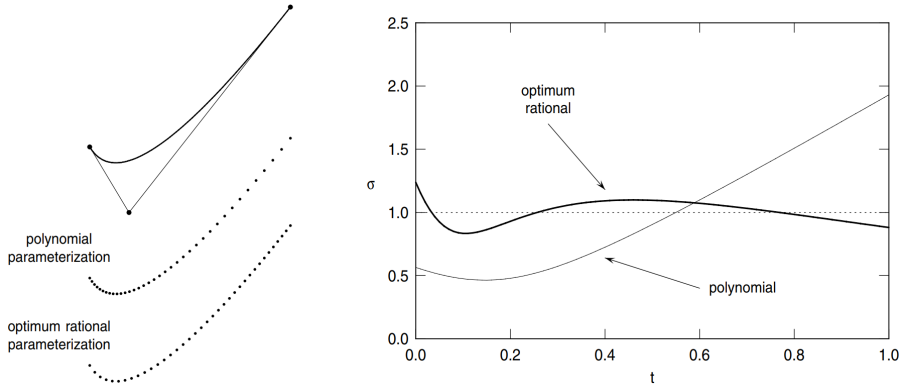 polynomial
parameterization
optimum rational
parameterization
2.5
2.0
1.5
1.0
0.5
0.0
σ
optimum
rational
polynomial
0.0 0.2 0.4 0.6 0.8 1.0
t